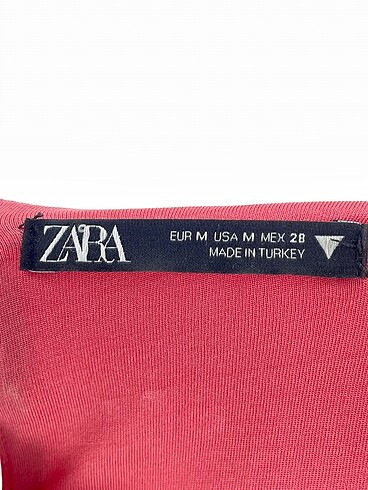 ZARA
EUR M USA M MEX 28
MADE IN TURKEY